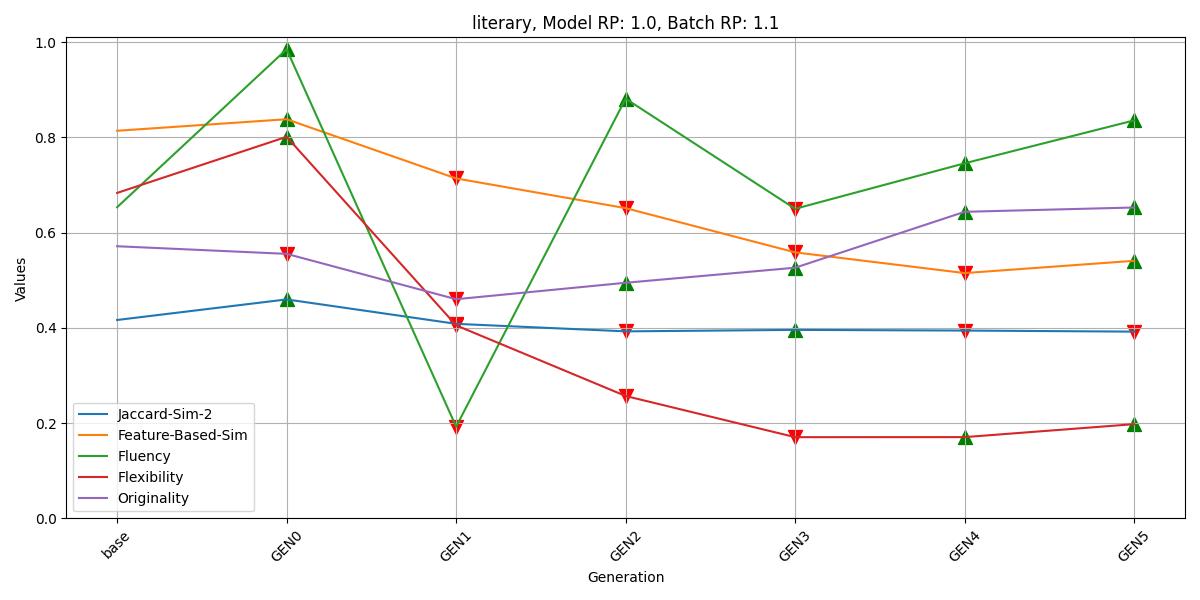 literary, Model RP: 1.0, Batch RP: 1.1
1.0
0.8
0.6
0.4
0.2
0.0
Values
Jaccard-Sim-2
Feature-Based-Sim
Fluency
Flexibility
Originality
base
GEN0
GEN1
GEN2
GEN3
GEN4
GEN5
Generation